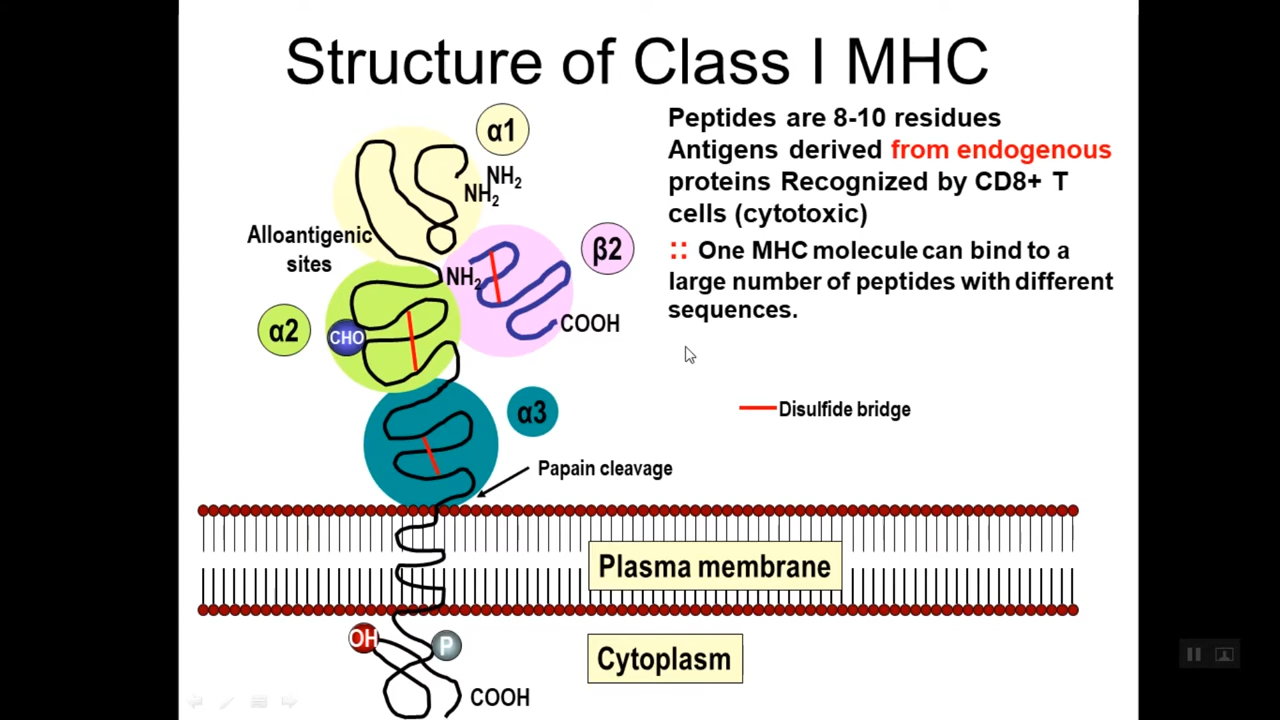 Structure of Class I MHC
α1
NH2
NH2
Alloantigenic
sites
β2
NH2
COOH
α2
CHO
α3
Papain cleavage
Peptides are 8-10 residues
Antigens derived from endogenous
proteins Recognized by CD8+ T
cells (cytotoxic)
:: One MHC molecule can bind to a
large number of peptides with different
sequences.
Disulfide bridge
Plasma membrane
OH
P
Cytoplasm
COOH